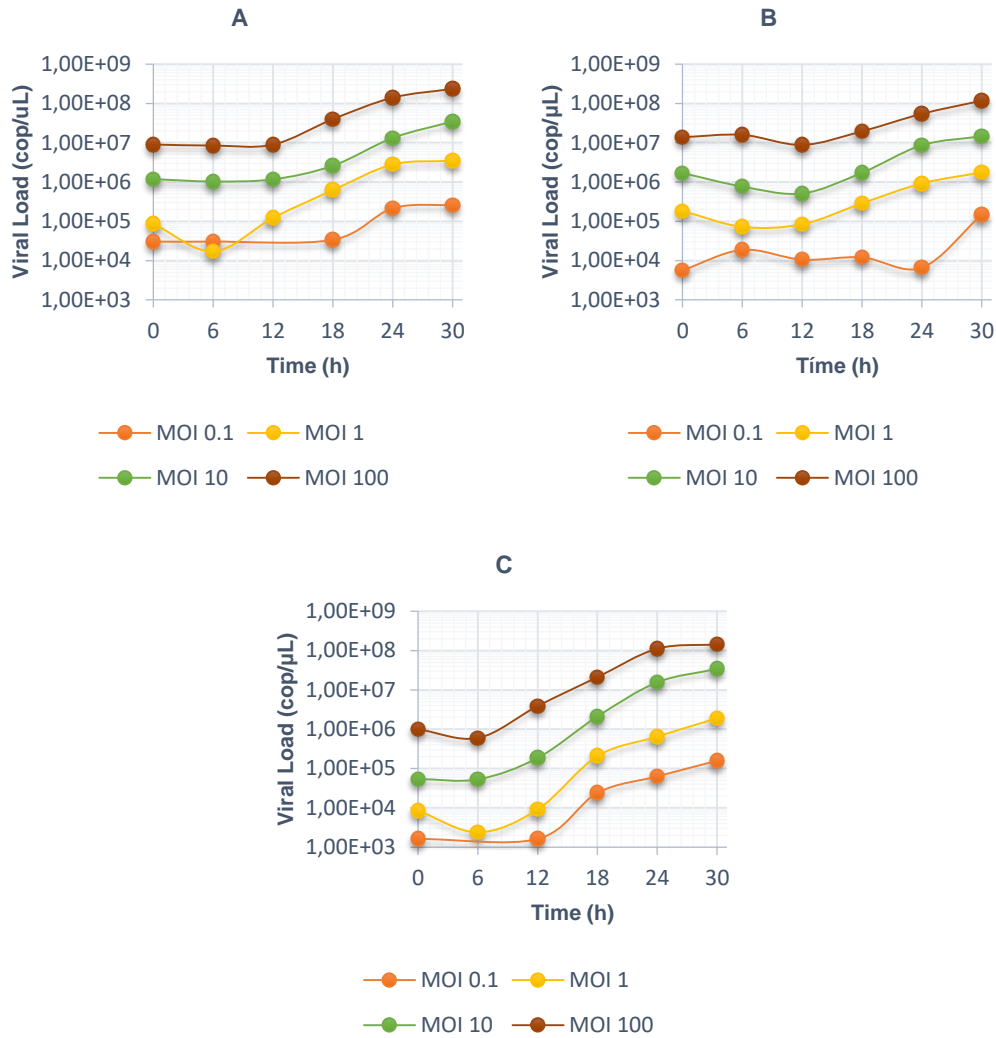 A
Viral Load (cop/uL)
1,00E+09
1,00E+08
1,00E+07
1,00E+06
1,00E+05
1,00E+04
1,00E+03
0 6 12 18 24 30
Time (h)
MOI 0.1 MOI 1
MOI 10 MOI 100
B
Viral Load (cop/µL)
1,00E+09
1,00E+08
1,00E+07
1,00E+06
1,00E+05
1,00E+04
1,00E+03
0 6 12 18 24 30
Tíme (h)
MOI 0.1 MOI 1
MOI 10 MOI 100
C
Viral Load (cop/µL)
1,00E+09
1,00E+08
1,00E+07
1,00E+06
1,00E+05
1,00E+04
1,00E+03
0 6 12 18 24 30
Time (h)
MOI 0.1 MOI 1
MOI 10 MOI 100